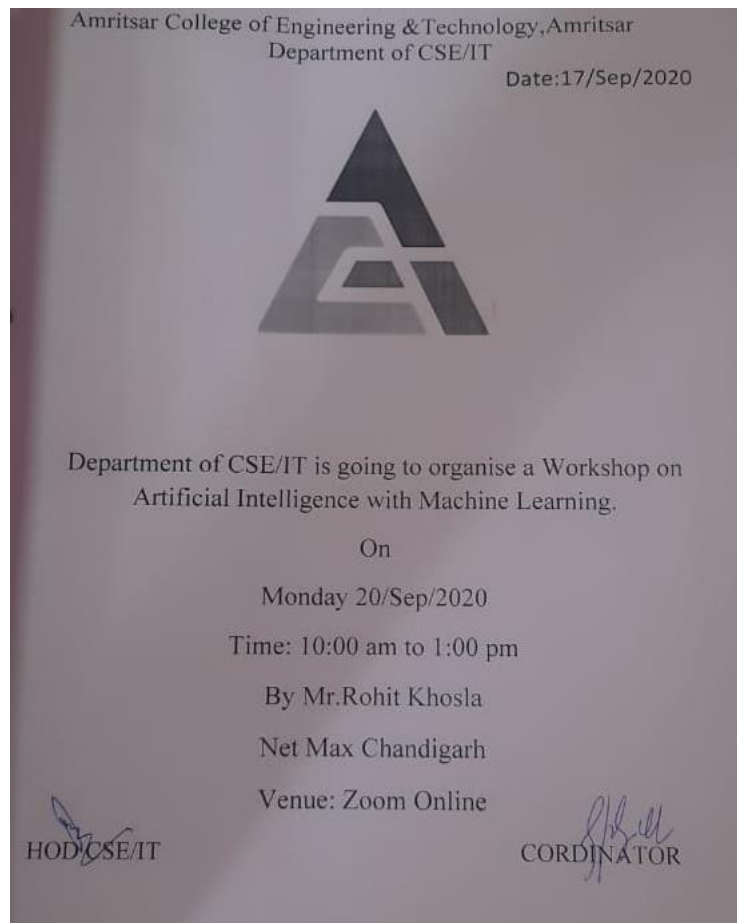 Amritsar College of Engineering &Technology,Amritsar
Department of CSE/IT
Date:17/Sep/2020
Department of CSE/IT is going to organise a Workshop on
Artificial Intelligence with Machine Learning.
On
Monday 20/Sep/2020
Time: 10:00 am to 1:00 pm
By Mr.Rohit Khosla
Net Max Chandigarh
Venue: Zoom Online
HOD CSE/IT
CORDINATOR